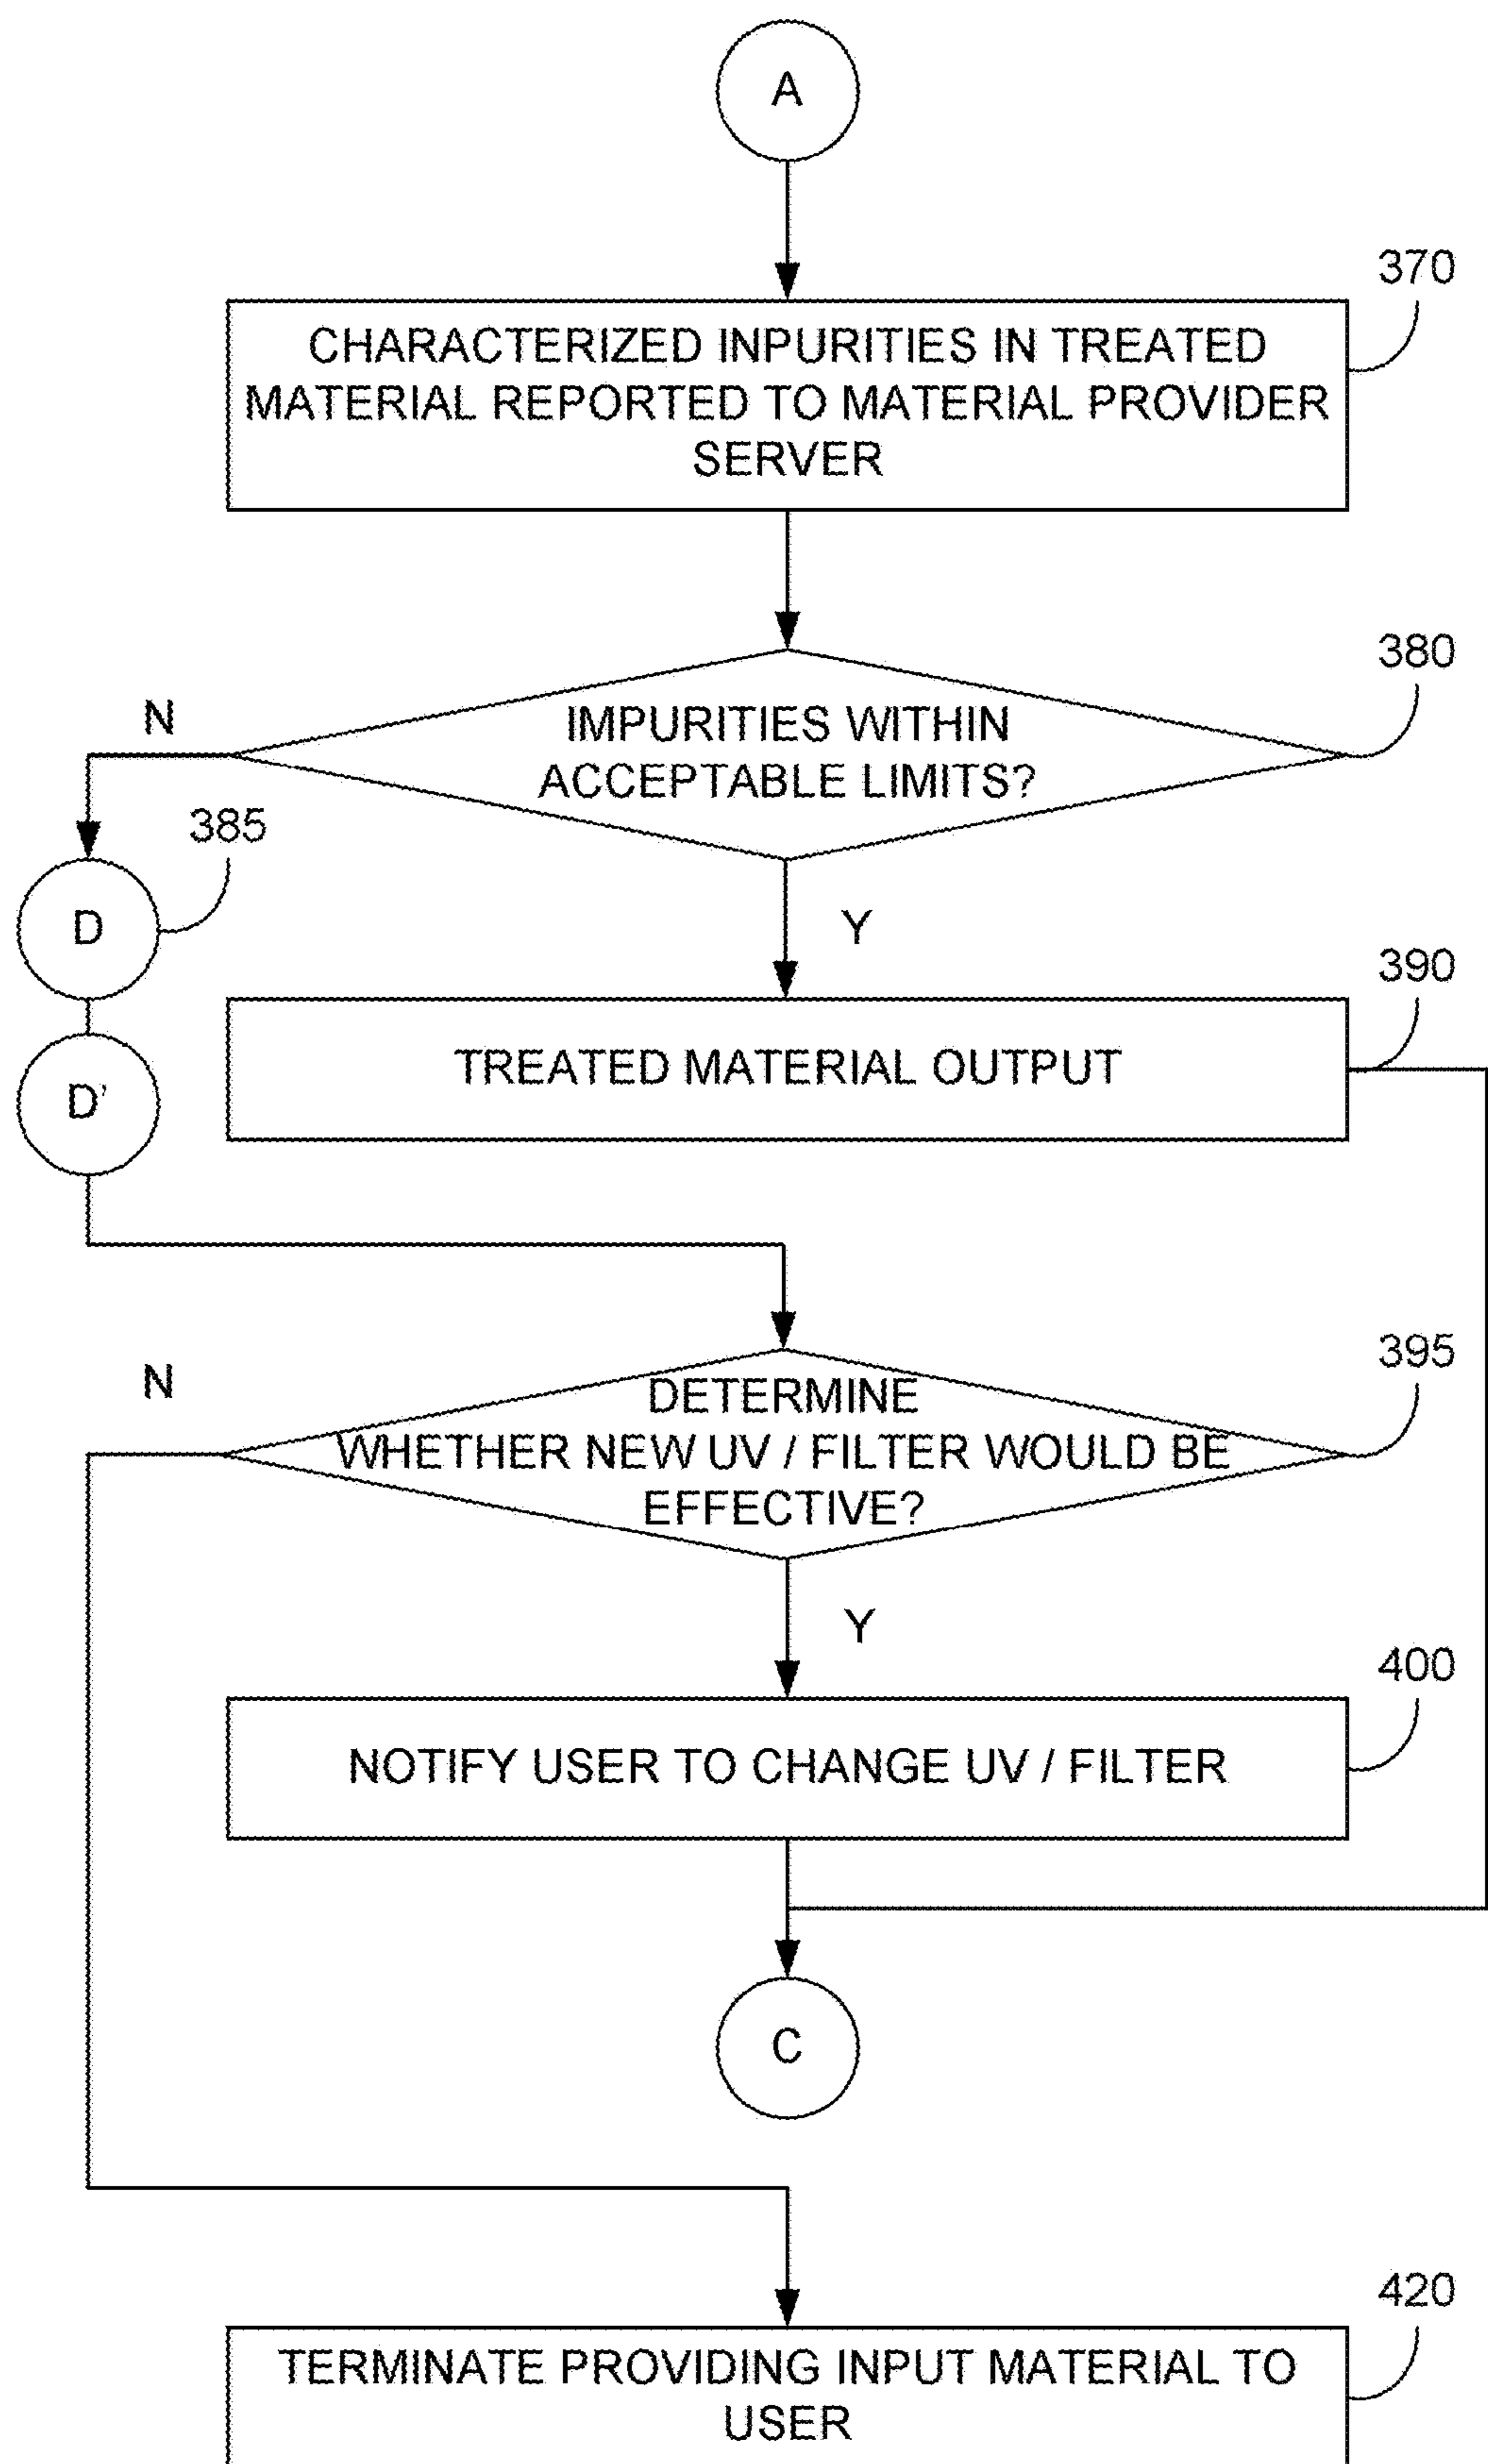 A
370
CHARACTERIZED INPURITIES IN TREATED
MATERIAL REPORTED TO MATERIAL PROVIDER
SERVER
380
N
IMPURITIES WITHIN
ACCEPTABLE LIMITS?
385
D
Y
390
TREATED MATERIAL OUTPUT
D'
395
N
DETERMINE
WHETHER NEW UV / FILTER WOULD BE
EFFECTIVE?
Y
400
NOTIFY USER TO CHANGE UV / FILTER
C
420
TERMINATE PROVIDING INPUT MATERIAL TO
USER